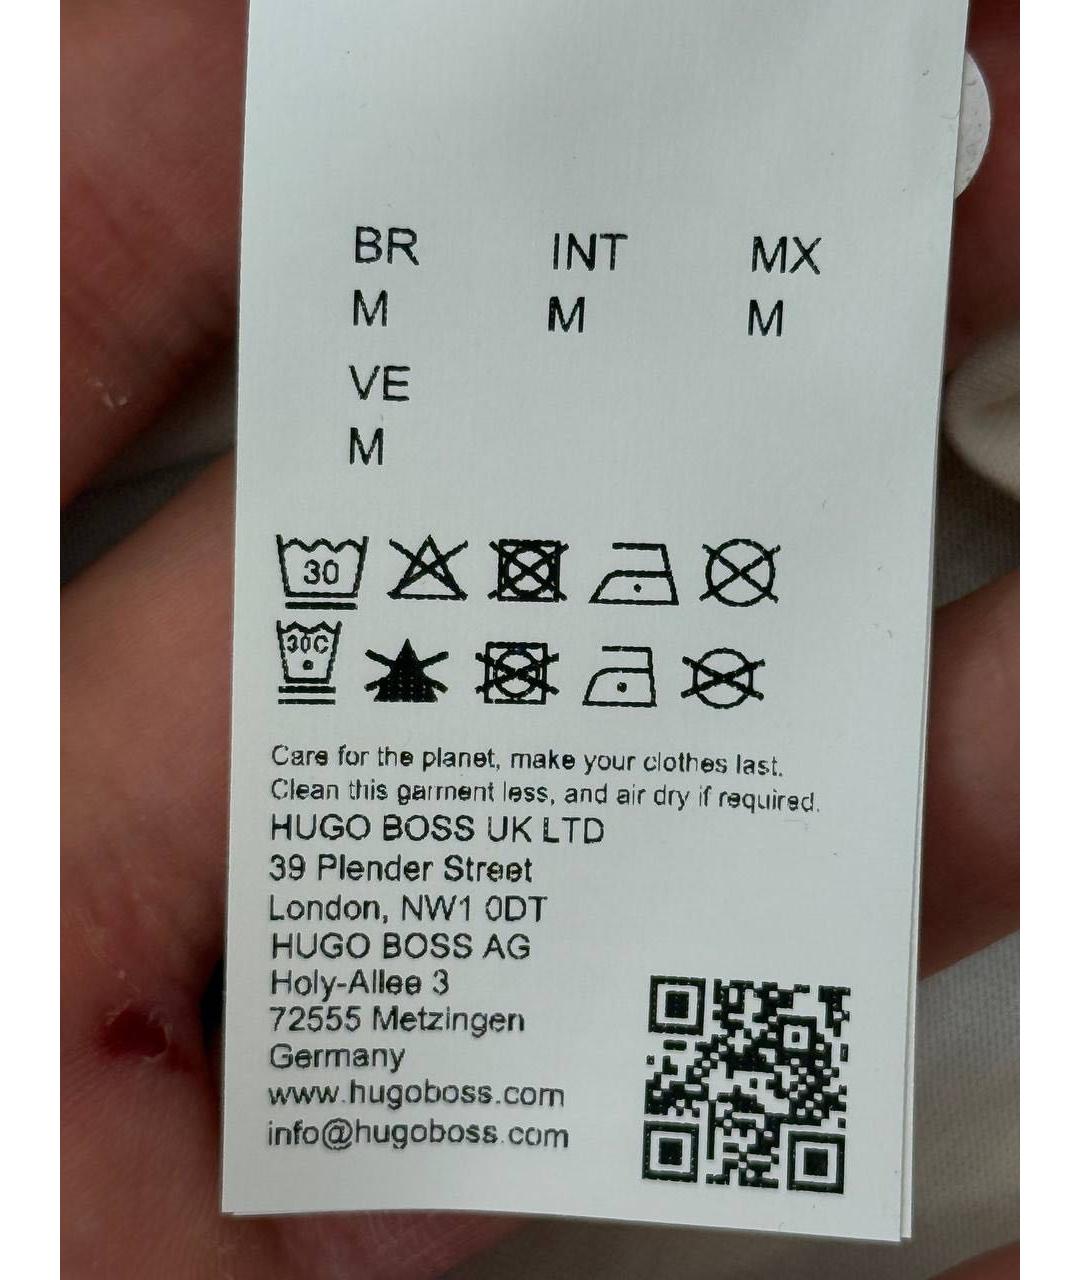 BR INT MX
M M M
VE
M
30
30C
Care for the planet, make your clothes last.
Clean this garment less, and air dry if required.
HUGO BOSS UK LTD
39 Plender Street
London, NW1 0DT
HUGO BOSS AG
Holy-Allee 3
72555 Metzingen
Germany
www.hugoboss.com
info@hugoboss.com